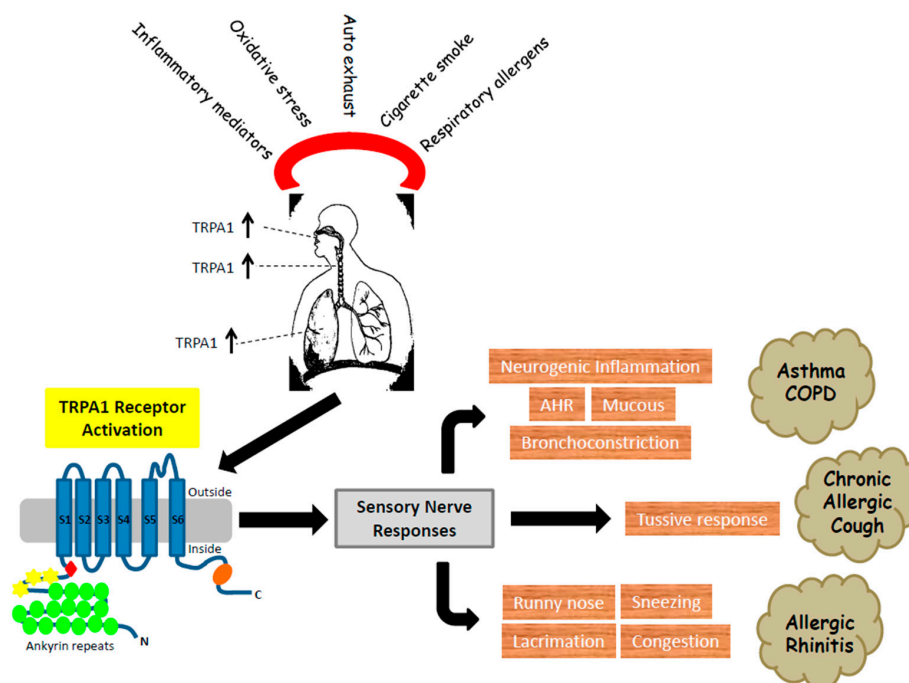 Inflammatory mediators
Oxidative stress
Auto exhaust
Cigarette smoke
Respiratory allergens
TRPA1
TRPA1
TRPA1
TRPA1 Receptor
Activation
Outside
S1 S2 S3 S4 S5 S6
Inside
C
N
Ankyrin repeats
Sensory Nerve
Responses
Neurogenic Inflammation
AHR Mucous
Bronchoconstriction
Asthma
COPD
Tussive response
Chronic
Allergic
Cough
Runny nose Sneezing
Lacrimation Congestion
Allergic
Rhinitis